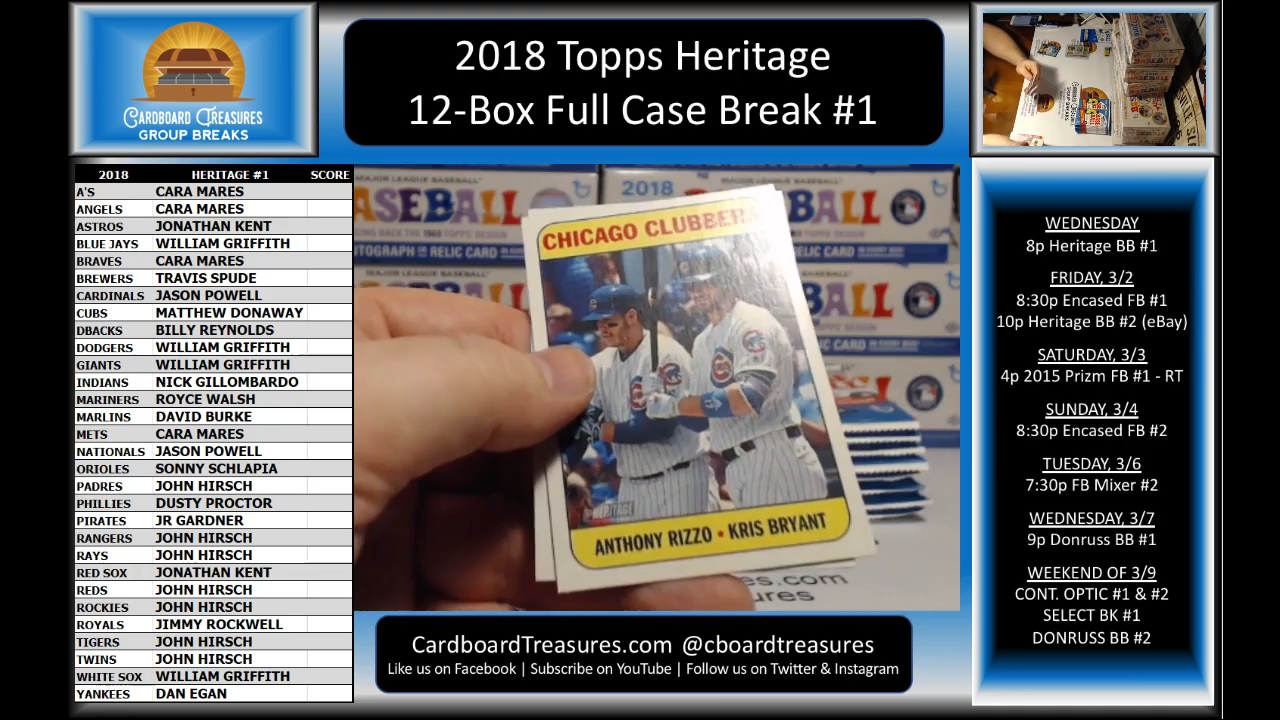 CARDBOARD TREASURES
GROUP BREAKS
2018 Topps Heritage
12-Box Full Case Break #1
2018 HERITAGE #1 SCORE
A'S CARA MARES
ANGELS CARA MARES
ASTROS JONATHAN KENT
BLUE JAYS WILLIAM GRIFFITH
BRAVES CARA MARES
BREWERS TRAVIS SPUDE
CARDINALS JASON POWELL
CUBS MATTHEW DONAWAY
DBACKS BILLY REYNOLDS
DODGERS WILLIAM GRIFFITH
GIANTS WILLIAM GRIFFITH
INDIANS NICK GILLOMBARDO
MARINERS ROYCE WALSH
MARLINS DAVID BURKE
METS CARA MARES
NATIONALS JASON POWELL
ORIOLES SONNY SCHLAPIA
PADRES JOHN HIRSCH
PHILLIES DUSTY PROCTOR
PIRATES JR GARDNER
RANGERS JOHN HIRSCH
RAYS JOHN HIRSCH
RED SOX JONATHAN KENT
REDS JOHN HIRSCH
ROCKIES JOHN HIRSCH
ROYALS JIMMY ROCKWELL
TIGERS JOHN HIRSCH
TWINS JOHN HIRSCH
WHITE SOX WILLIAM GRIFFITH
YANKEES DAN EGAN
MAJOR LEAGUE BASEBALL
2018
MAJOR LEAGUE BASEBALL
BASEBALL
CHICAGO CLUBBERS
HERITAGE
ANTHONY RIZZO • KRIS BRYANT
CardboardTreasures.com @cboardtreasures
Like us on Facebook | Subscribe on YouTube | Follow us on Twitter & Instagram
WEDNESDAY
8p Heritage BB #1
FRIDAY, 3/2
8:30p Encased FB #1
10p Heritage BB #2 (eBay)
SATURDAY, 3/3
4p 2015 Prizm FB #1 - RT
SUNDAY, 3/4
8:30p Encased FB #2
TUESDAY, 3/6
7:30p FB Mixer #2
WEDNESDAY, 3/7
9p Donruss BB #1
WEEKEND OF 3/9
CONT. OPTIC #1 & #2
SELECT BK #1
DONRUSS BB #2